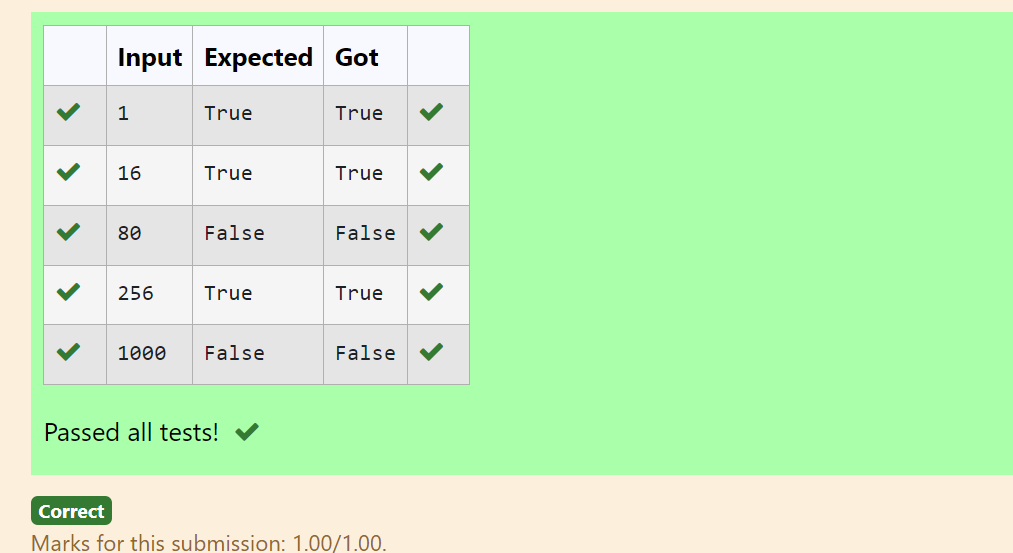 Input Expected Got
1 True True
16 True True
80 False False
256 True True
1000 False False
Passed all tests!
Correct
Marks for this submission: 1.00/1.00.